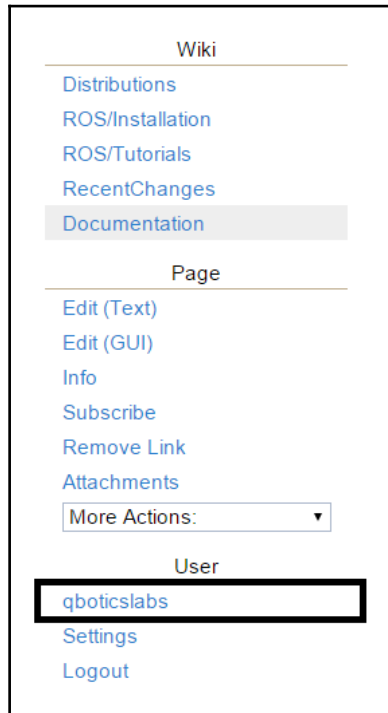 Wiki
Distributions
ROS/Installation
ROS/Tutorials
RecentChanges
Documentation
Page
Edit (Text)
Edit (GUI)
Info
Subscribe
Remove Link
Attachments
More Actions:
User
qboticslabs
Settings
Logout